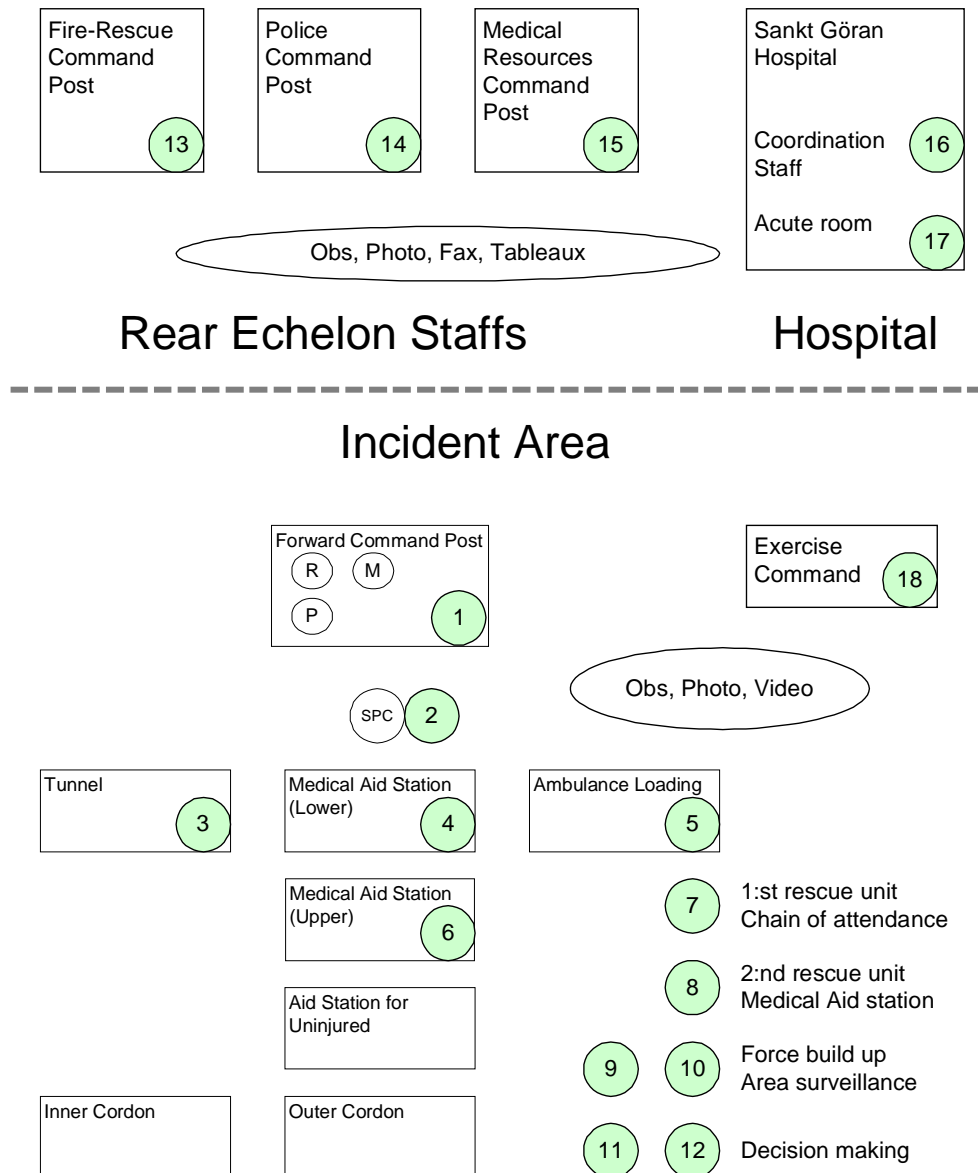 Fire-Rescue
Command
Post
13
Police
Command
Post
14
Medical
Resources
Command
Post
15
Sankt Göran
Hospital
Coordination
Staff
16
Acute room
17
Obs, Photo, Fax, Tableaux
Rear Echelon Staffs
Hospital
Incident Area
Forward Command Post
R
M
P
1
Exercise
Command
18
SPC
2
Obs, Photo, Video
Tunnel
3
Medical Aid Station
(Lower)
4
Ambulance Loading
5
Medical Aid Station
(Upper)
6
7
1:st rescue unit
Chain of attendance
8
2:nd rescue unit
Medical Aid station
Aid Station for
Uninjured
9
10
Force build up
Area surveillance
Inner Cordon
Outer Cordon
11
12
Decision making